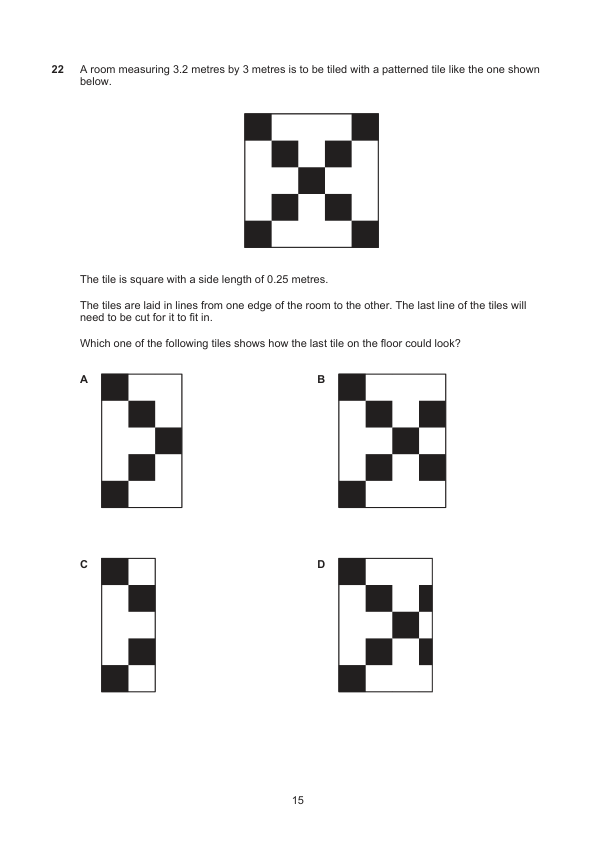 22 A room measuring 3.2 metres by 3 metres is to be tiled with a patterned tile like the one shown
below.
The tile is square with a side length of 0.25 metres.
The tiles are laid in lines from one edge of the room to the other. The last line of the tiles will
need to be cut for it to fit in.
Which one of the following tiles shows how the last tile on the floor could look?
A
B
C
D
15